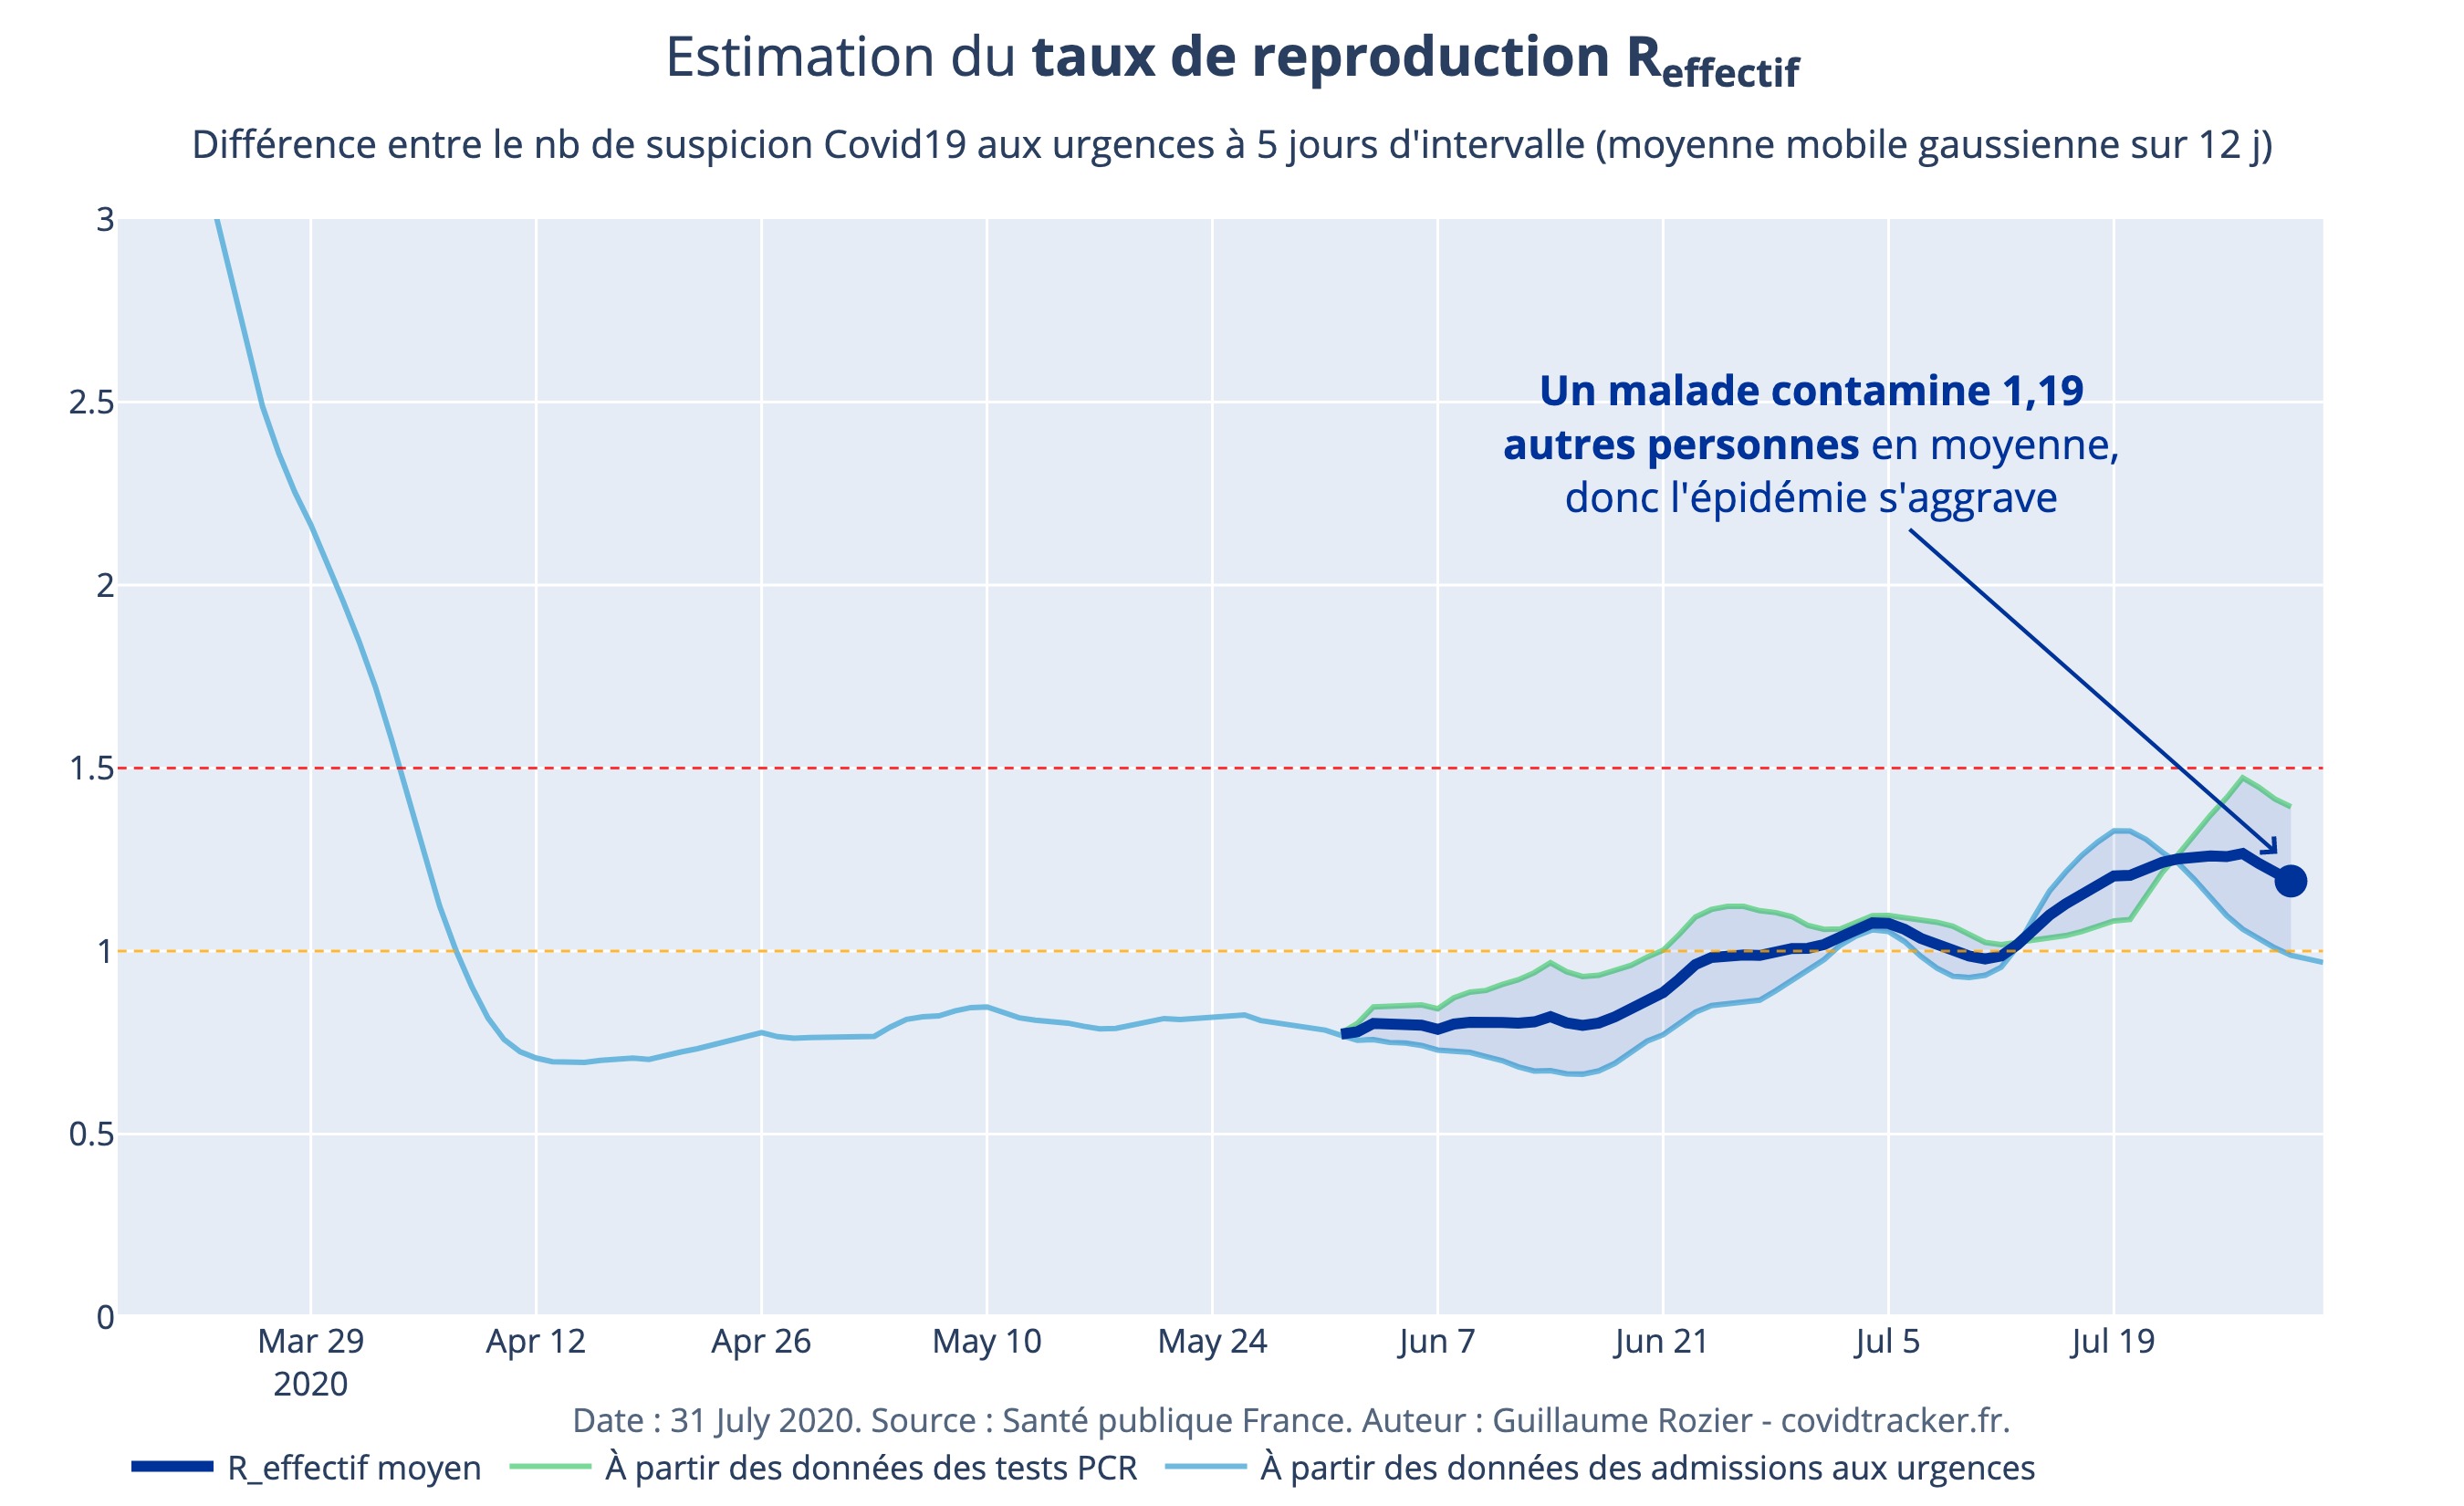 Estimation du taux de reproduction Reffectif
Différence entre le nb de suspicion Covid19 aux urgences à 5 jours d'intervalle (moyenne mobile gaussienne sur 12 j)
3
2.5
2
1.5
1
0.5
0
Un malade contamine 1,19
autres personnes en moyenne,
donc l'épidémie s'aggrave
Mar 29
2020
Apr 12
Apr 26
May 10
May 24
Jun 7
Jun 21
Jul 5
Jul 19
Date : 31 July 2020. Source : Santé publique France. Auteur : Guillaume Rozier - covidtracker.fr.
R_effectif moyen
À partir des données des tests PCR
À partir des données des admissions aux urgences